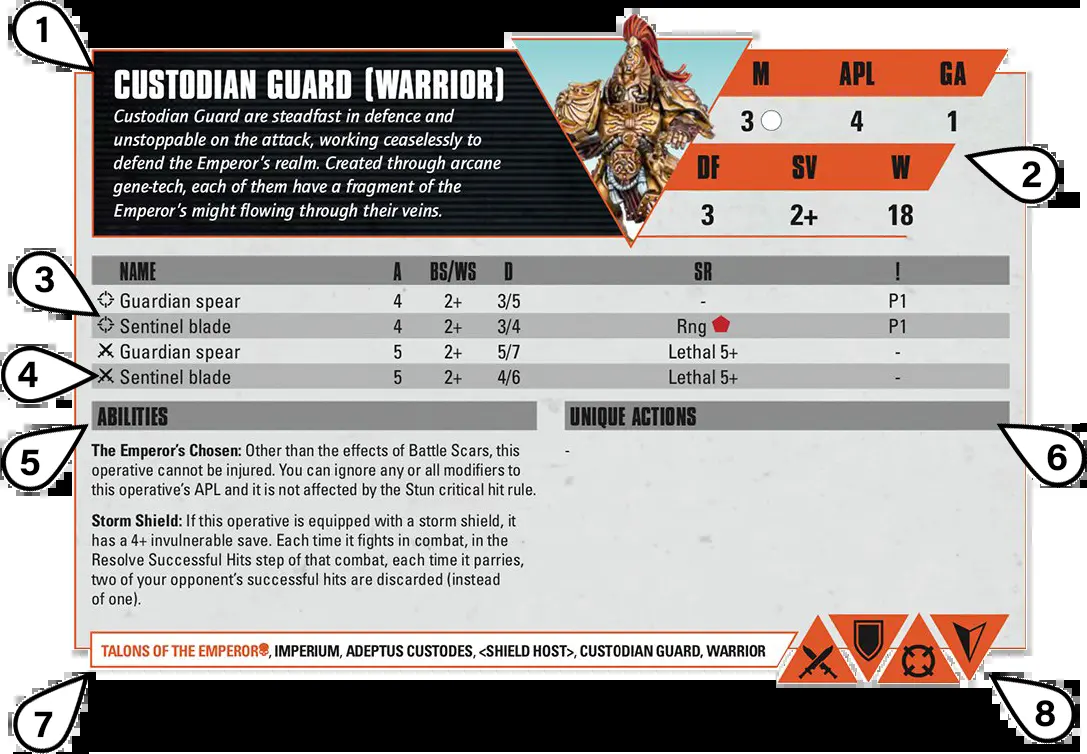 1
CUSTODIAN GUARD (WARRIOR)
Custodian Guard are steadfast in defence and
unstoppable on the attack, working ceaselessly to
defend the Emperor's realm. Created through arcane
gene-tech, each of them have a fragment of the
Emperor's might flowing through their veins.
M APL GA
3 4 1
2
DF SV W
3 2+ 18
3
NAME A BS/WS D SR !
Guardian spear 4 2+ 3/5 - P1
Sentinel blade 4 2+ 3/4 Rng P1
Guardian spear 5 2+ 5/7 Lethal 5+ -
4
Sentinel blade 5 2+ 4/6 Lethal 5+ -
5
ABILITIES
The Emperor's Chosen: Other than the effects of Battle Scars, this
operative cannot be injured. You can ignore any or all modifiers to
this operative's APL and it is not affected by the Stun critical hit rule.
Storm Shield: If this operative is equipped with a storm shield, it
has a 4+ invulnerable save. Each time it fights in combat, in the
Resolve Successful Hits step of that combat, each time it parries,
two of your opponent's successful hits are discarded (instead
of one).
UNIQUE ACTIONS
-
6
7
TALONS OF THE EMPEROR, IMPERIUM, ADEPTUS CUSTODES, <SHIELD HOST>, CUSTODIAN GUARD, WARRIOR
8